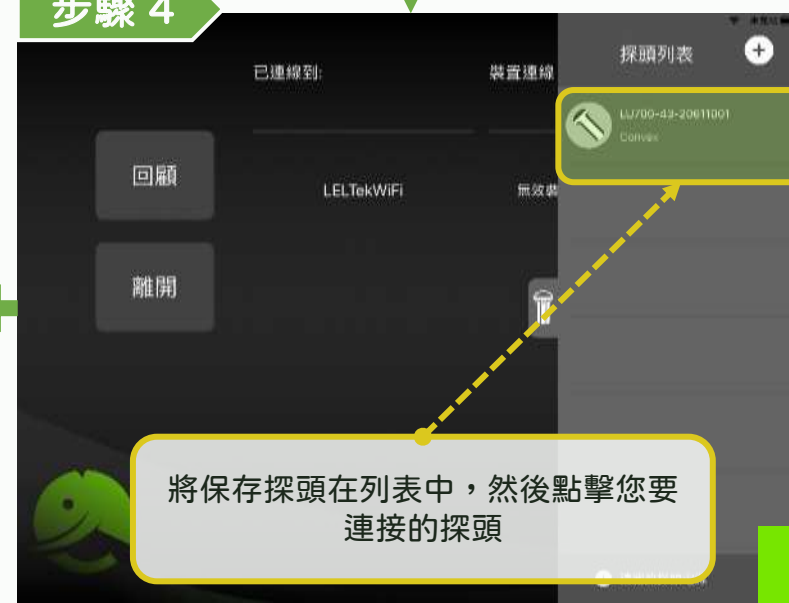 步驟 4
已連線到:
裝置連線
探頭列表
LU700-43-20611001
Convex
回顧
LELTekWiFi
無效裝
離開
將保存探頭在列表中，然後點擊您要
連接的探頭